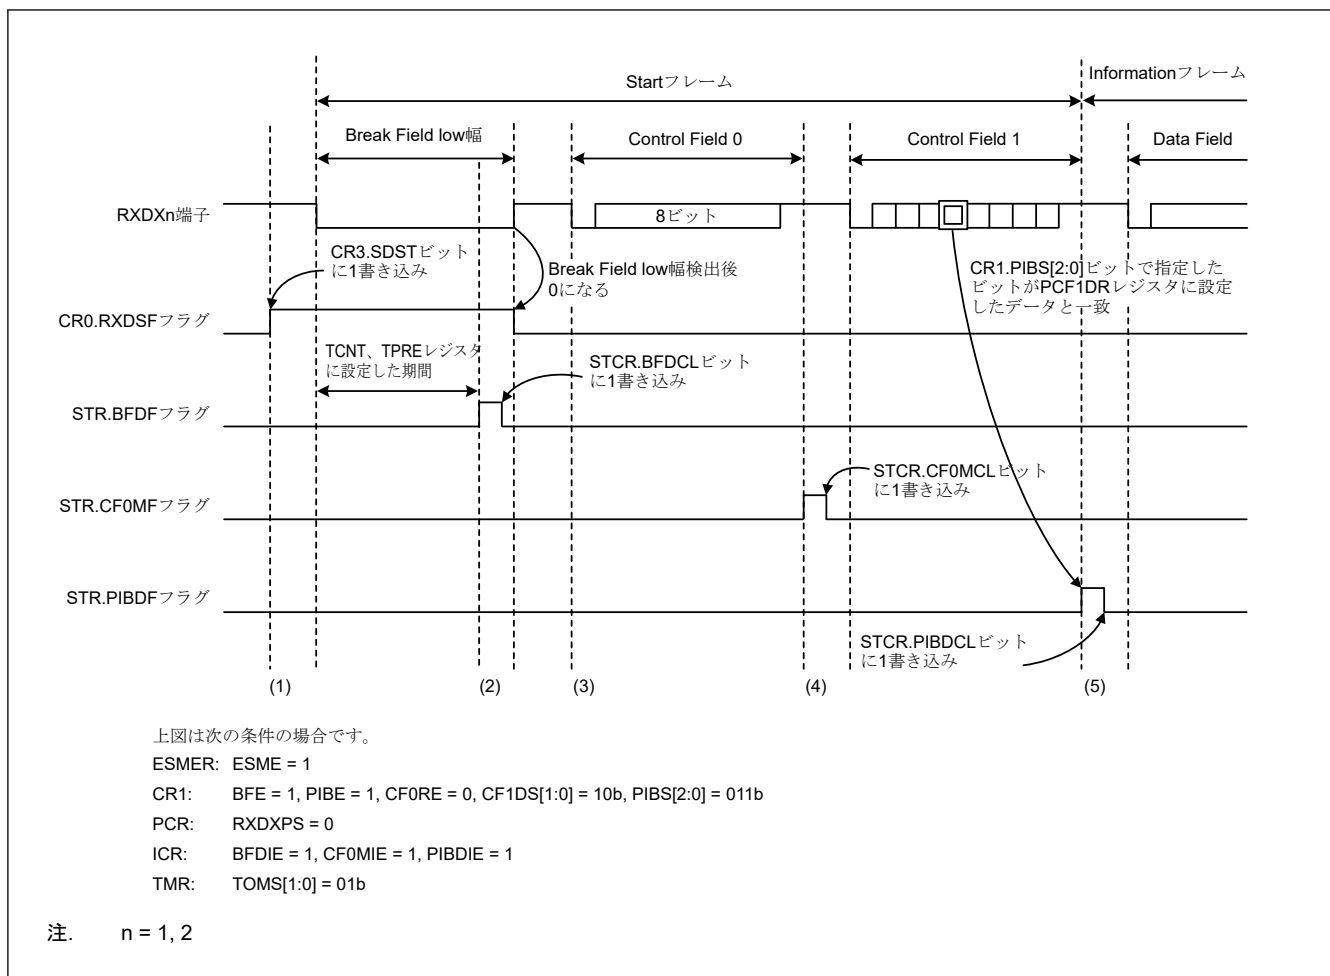 Startフレーム
Informationフレーム
Break Field low幅
Control Field 0
Control Field 1
Data Field
RXDXn端子
8ビット
CR3.SDSTビット
に1書き込み
Break Field low幅検出後
0になる
CR1.PIBS[2:0]ビットで指定した
ビットがPCF1DRレジスタに設定
したデータと一致
CR0.RXDSFフラグ
TCNT、TPREレジスタ
に設定した期間
STCR.BFDCLビット
に1書き込み
STR.BFDFフラグ
STCR.CF0MCLビット
に1書き込み
STR.CF0MFフラグ
STR.PIBDFフラグ
STCR.PIBDCLビット
に1書き込み
(1) (2) (3) (4) (5)
上図は次の条件の場合です。
ESMER: ESME = 1
CR1: BFE = 1, PIBE = 1, CF0RE = 0, CF1DS[1:0] = 10b, PIBS[2:0] = 011b
PCR: RXDXPS = 0
ICR: BFDIE = 1, CF0MIE = 1, PIBDIE = 1
TMR: TOMS[1:0] = 01b
注. n = 1, 2